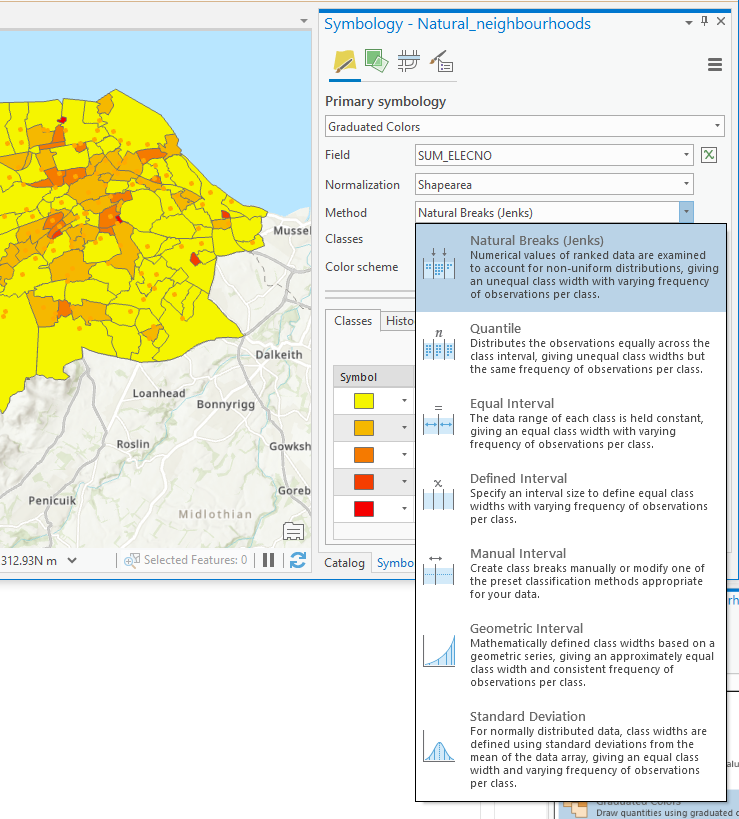 Symbology - Natural_neighbourhoods
Primary symbology
Graduated Colors
Field
SUM_ELECNO
Normalization
Shapearea
Method
Natural Breaks (Jenks)
Classes
Color scheme
Natural Breaks (Jenks)
Numerical values of ranked data are examined
to account for non-uniform distributions, giving
an unequal class width with varying frequency
of observations per class.
n
Quantile
Distributes the observations equally across the
class interval, giving unequal class widths but
the same frequency of observations per class.
=
Equal Interval
The data range of each class is held constant,
giving an equal class width with varying
frequency of observations per class.
x
Defined Interval
Specify an interval size to define equal class
widths with varying frequency of observations
per class.
Manual Interval
Create class breaks manually or modify one of
the preset classification methods appropriate
for your data.
Geometric Interval
Mathematically defined class widths based on a
geometric series, giving an approximately equal
class width and consistent frequency of
observations per class.
Standard Deviation
For normally distributed data, class widths are
defined using standard deviations from the
mean of the data array, giving an equal class
width and varying frequency of observations
per class.
Classes
Histo
Symbol
Mussel
Dalkeith
Loanhead
Bonnyrigg
Roslin
Gowksh
Goreb
Penicuik
Midlothian
312.93N m
Selected Features: 0
Catalog
Symbo
rh
alu
Graduated Colors
Draw quantities using graduated c